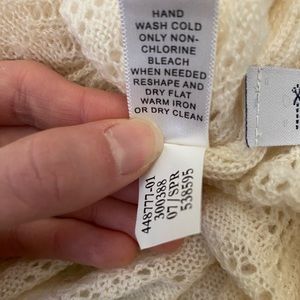 HAND
WASH COLD
ONLY NON-
CHLORINE
BLEACH
WHEN NEEDED
RESHAPE AND
DRY FLAT
WARM IRON
OR DRY CLEAN
448777-01
300388
07/SPR
538595